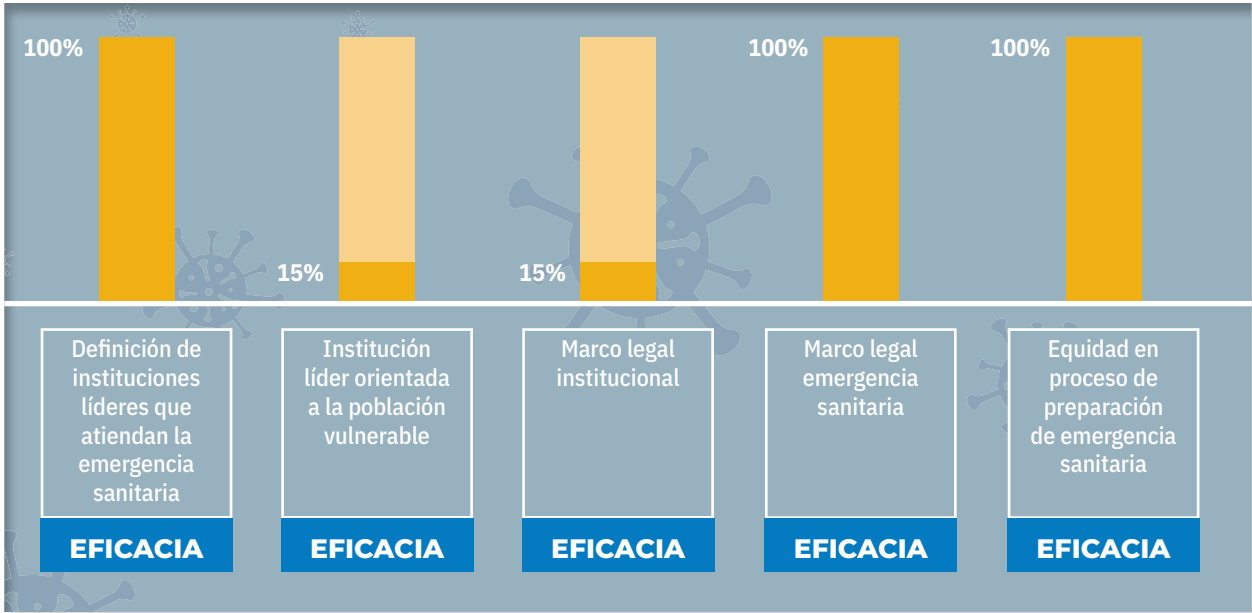 100%
15%
15%
100%
100%
Definición de
instituciones
líderes que
atiendan la
emergencia
sanitaria
EFICACIA
Institución
líder orientada
a la población
vulnerable
EFICACIA
Marco legal
institucional
EFICACIA
Marco legal
emergencia
sanitaria
EFICACIA
Equidad en
proceso de
preparación
de emergencia
sanitaria
EFICACIA